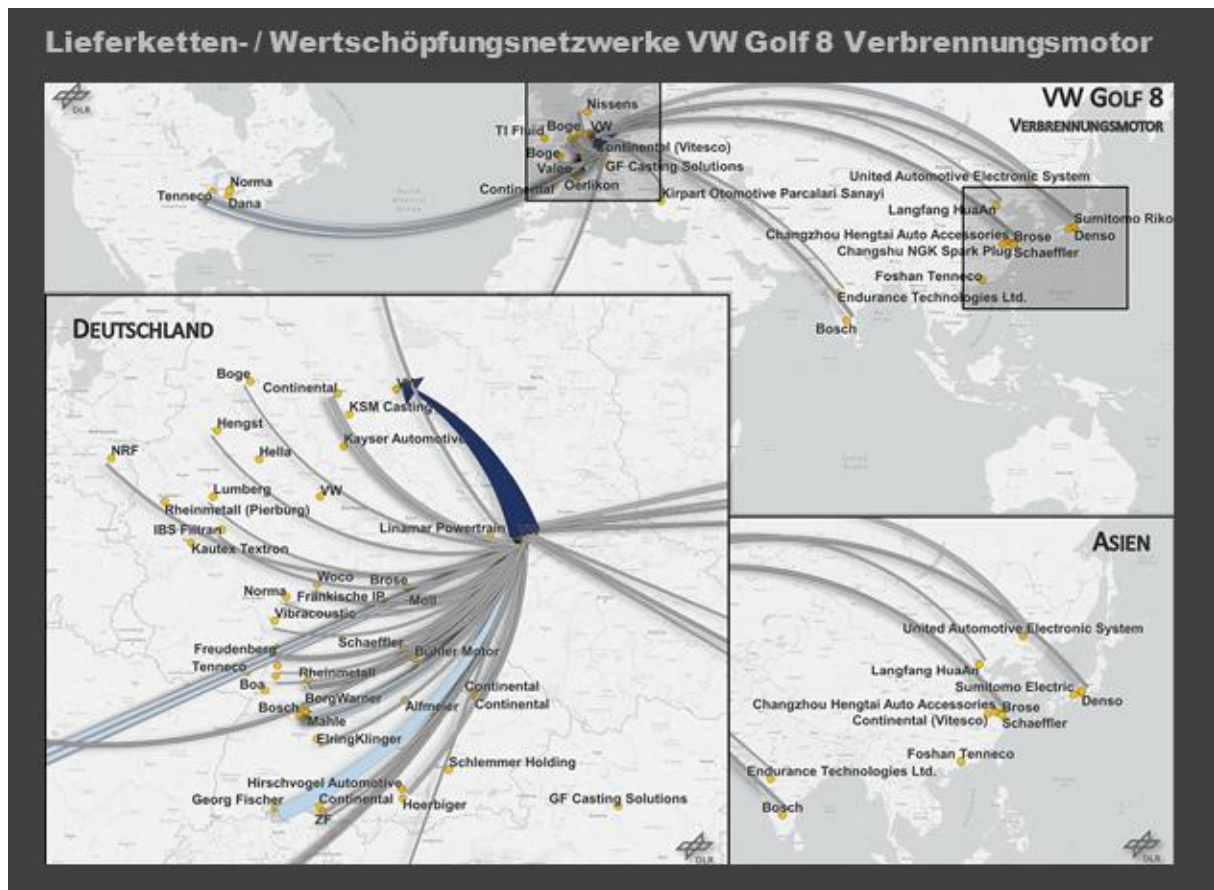 Lieferketten- / Wertschöpfungsnetzwerke VW Golf 8 Verbrennungsmotor
DLR
VW GOLF 8
VERBRENNUNGSMOTOR
Nissens
TI Fluid
Boge
VW
Boge
Continental (Vitesco)
Valeo
GF Casting Solutions
Continental
Oerlikon
Kirpart Otomotive Parcalari Sanayi
Norma
Tenneco
Dana
United Automotive Electronic System
Langfang HuaAn
Sumitomo Riko
Changzhou Hengtai Auto Accessories
Brose
Denso
Changshu NGK Spark Plug
Schaeffler
Foshan Tenneco
Endurance Technologies Ltd.
Bosch
DEUTSCHLAND
Boge
Continental
KSM Casting
Hengst
Kayser Automotive
NRF
Hella
Lumberg
VW
Rheinmetall (Pierburg)
IBS Filtran
Linamar Powertrain
Kautex Textron
Woco
Brose
Norma
Fränkische IP
Moll
Vibracoustic
Schaeffler
Freudenberg
Bühler Motor
Tenneco
Rheinmetall
Boa
BorgWarner
Continental
Bosch
Alfmeier
Continental
Mahle
ElringKlinger
Schlemmer Holding
Hirschvogel Automotive
Georg Fischer
Continental
Hoerbiger
GF Casting Solutions
ZF
DLR
ASIEN
United Automotive Electronic System
Langfang HuaAn
Sumitomo Electric
Denso
Changzhou Hengtai Auto Accessories
Brose
Continental (Vitesco)
Schaeffler
Foshan Tenneco
Endurance Technologies Ltd.
Bosch
DLR